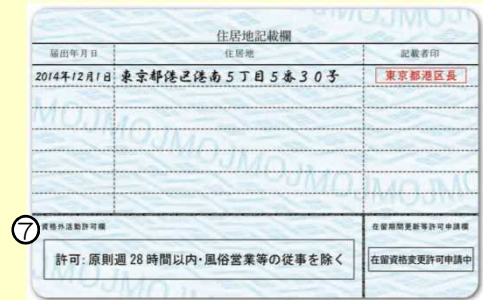 住居地記載欄
届出年月日 住居地 記載者印
2014年12月1日 東京都港区港南5丁目5番30号 東京都港区長
MOJMOJMOJMOJMOJ
⑦ 資格外活動許可欄 在留期間更新等許可申請欄
許可:原則週28時間以内・風俗営業等の従事を除く 在留資格変更許可申請中